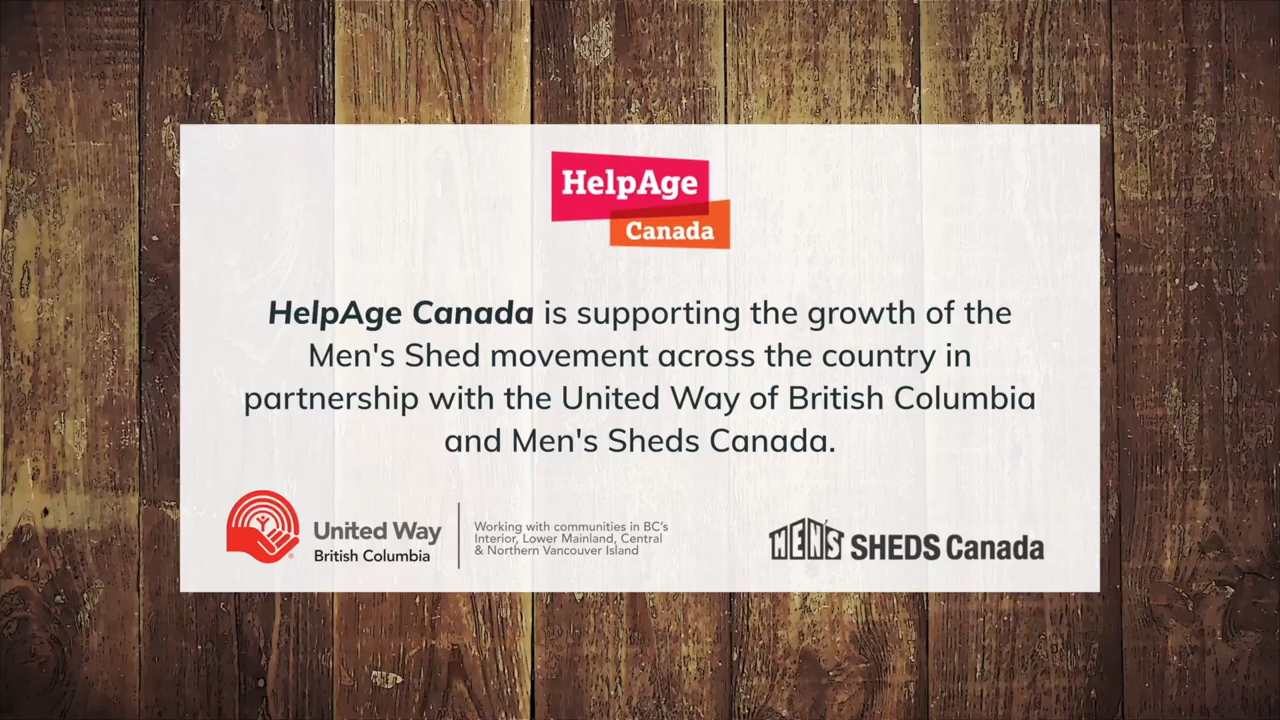 HelpAge
Canada
HelpAge Canada is supporting the growth of the
Men's Shed movement across the country in
partnership with the United Way of British Columbia
and Men's Sheds Canada.
United Way
British Columbia
Working with communities in BC's
Interior, Lower Mainland, Central
& Northern Vancouver Island
MEN'S SHEDS Canada